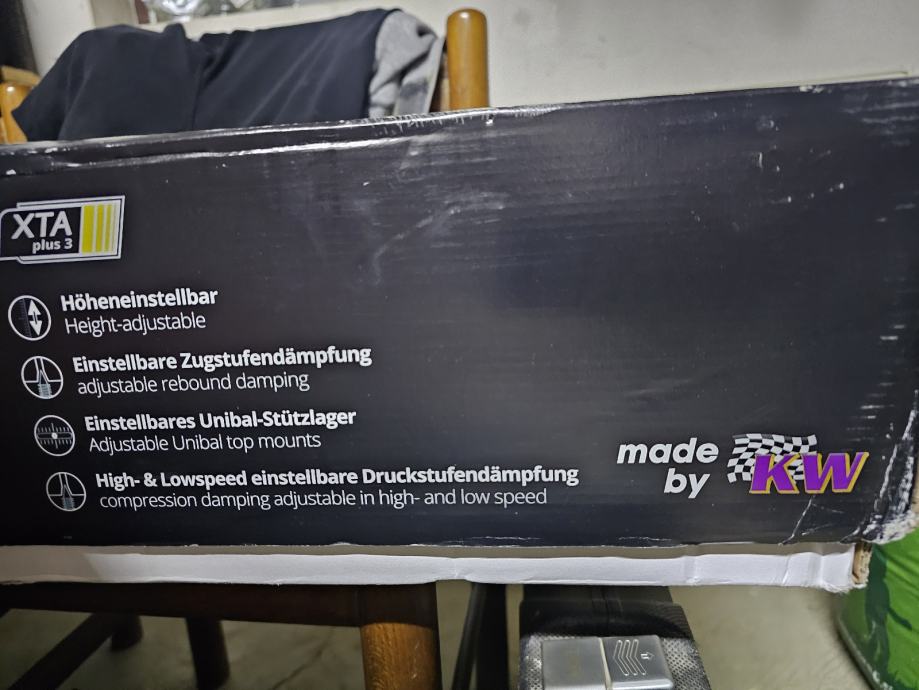 XTA
plus 3
Höheneinstellbar
Height-adjustable
Einstellbare Zugstufendämpfung
adjustable rebound damping
Einstellbares Unibal-Stützlager
Adjustable Unibal top mounts
High- & Lowspeed einstellbare Druckstufendämpfung
compression damping adjustable in high- and low speed
made
by
KW